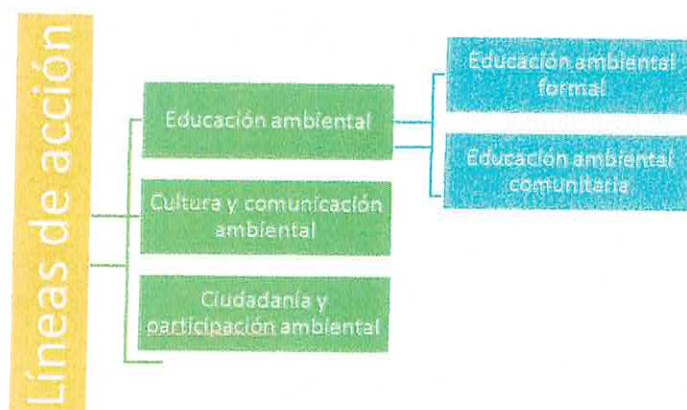 Líneas de acción
Educación ambiental
Cultura y comunicación
ambiental
Ciudadanía y
participación ambiental
Educación ambiental
formal
Educación ambiental
comunitaria